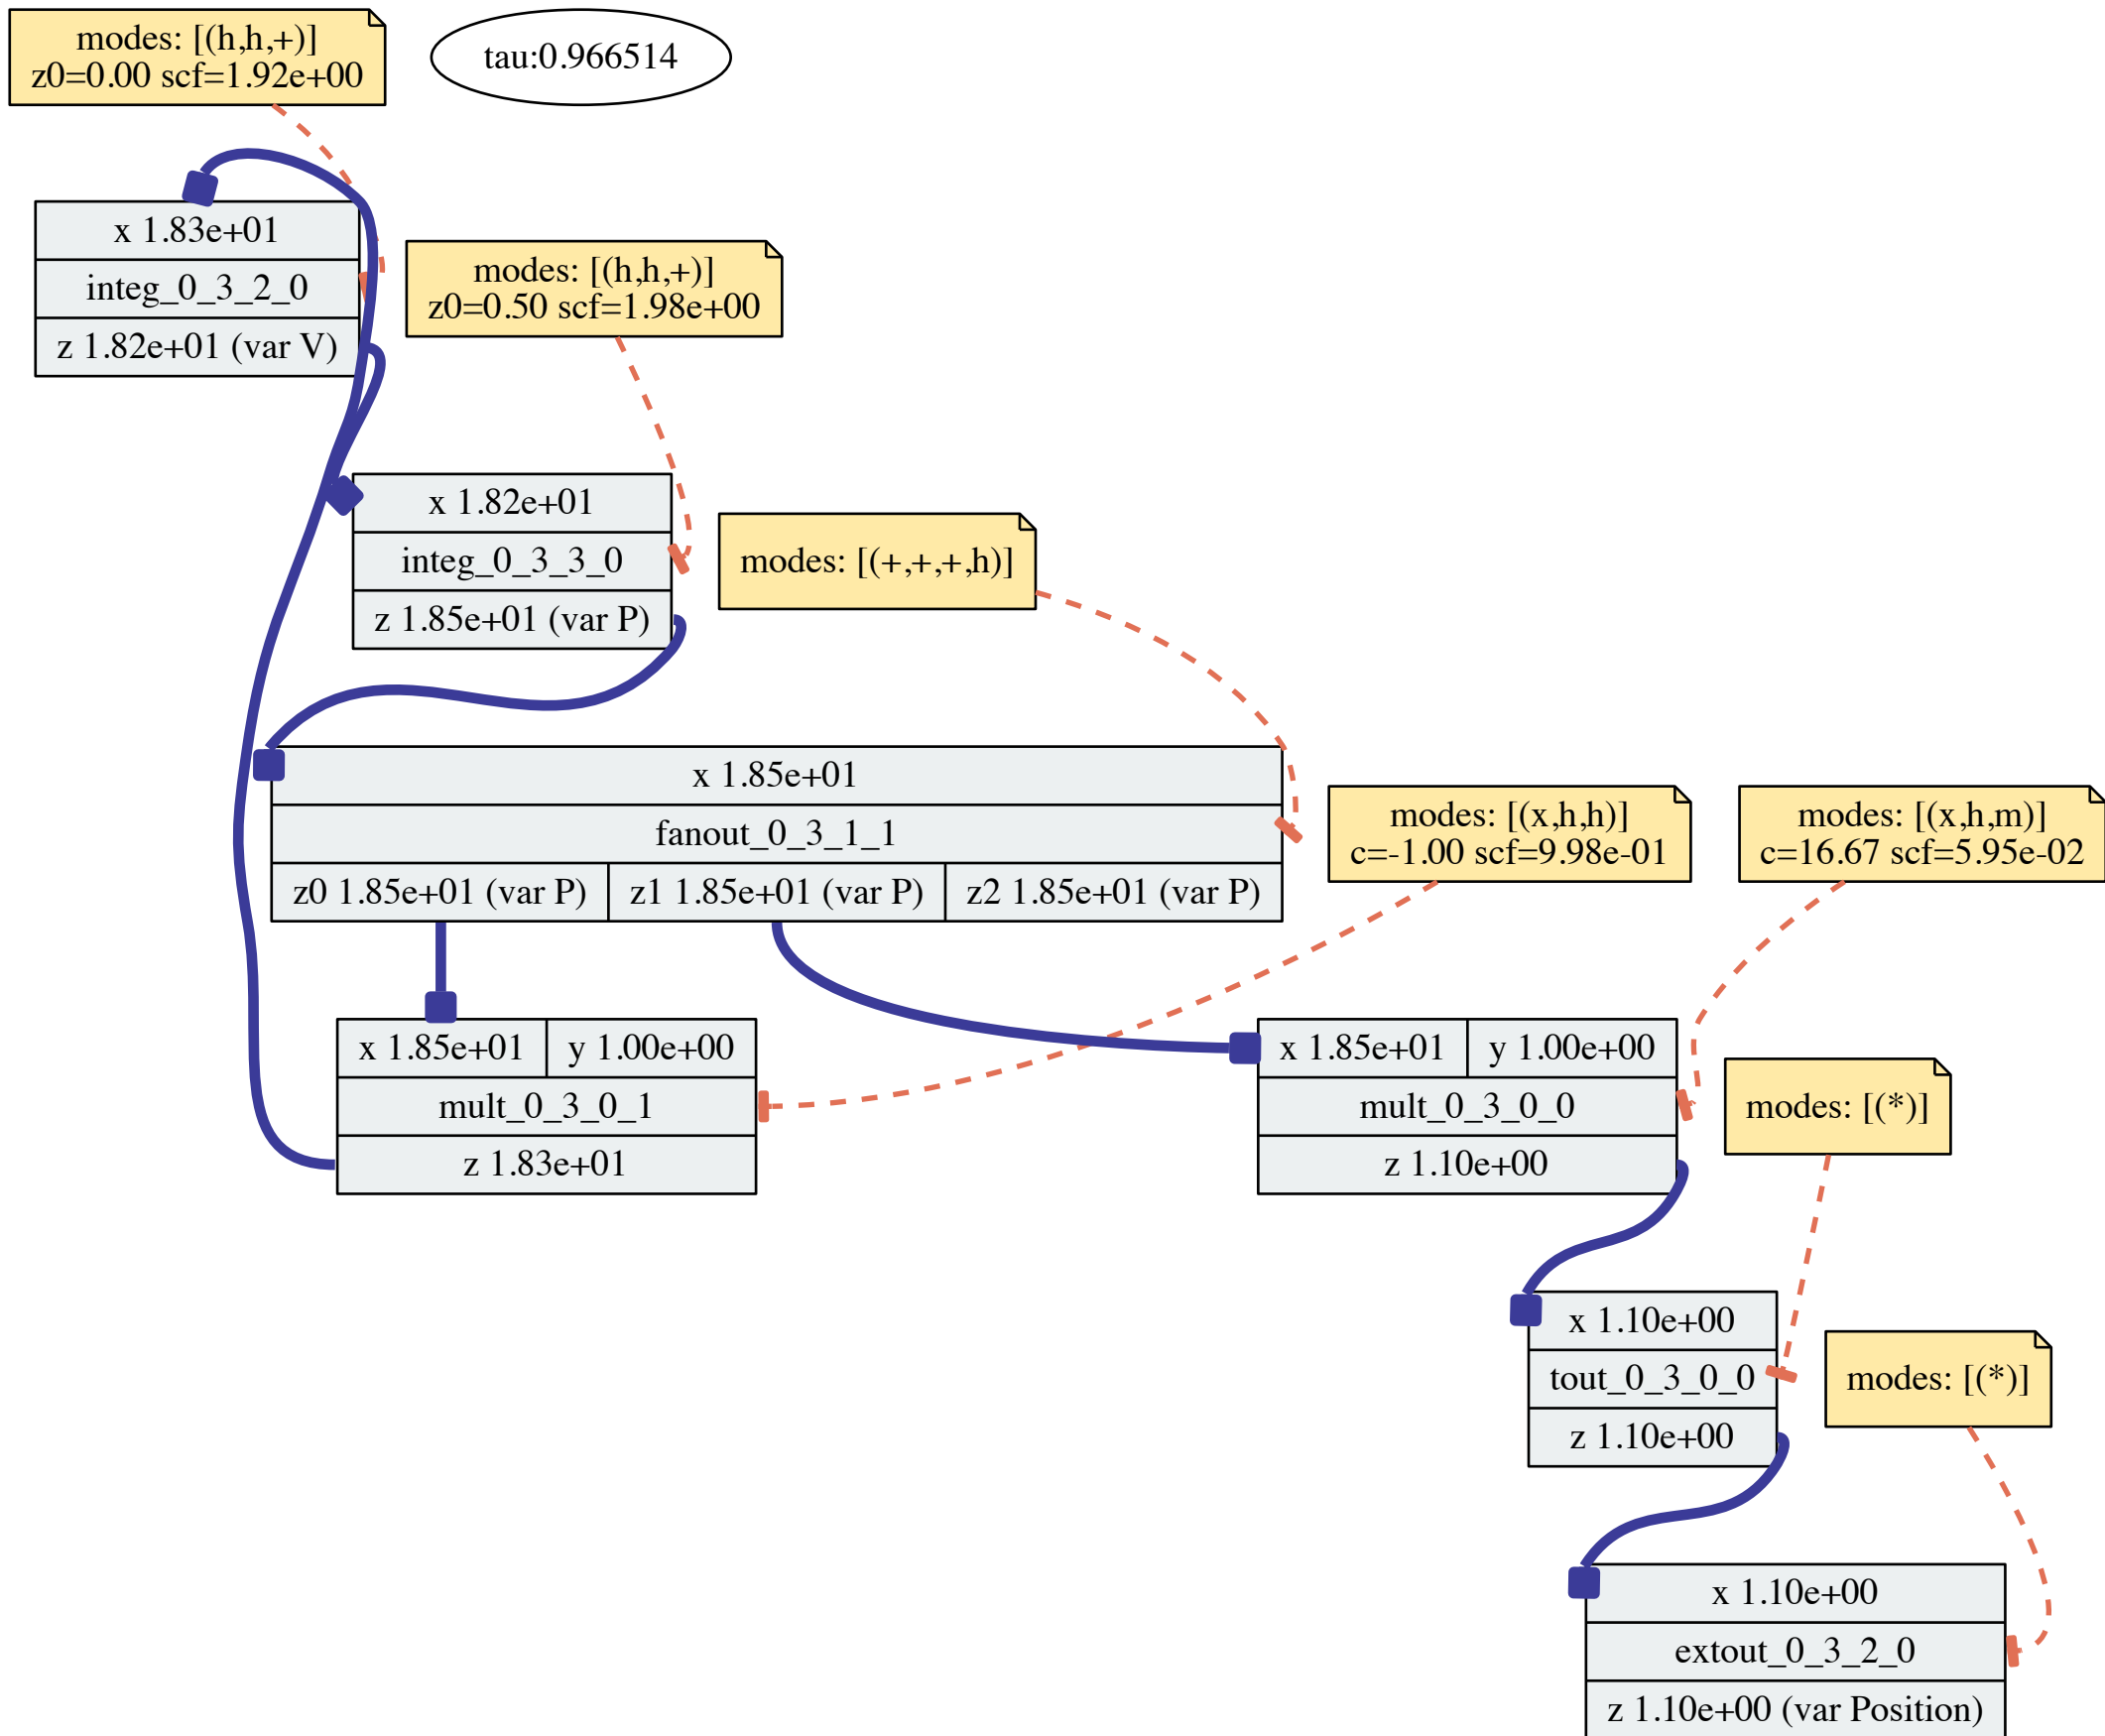 modes: [(h,h,+)]
z0=0.00 scf=1.92e+00
tau:0.966514
x 1.83e+01
integ_0_3_2_0
z 1.82e+01 (var V)
modes: [(h,h,+)]
z0=0.50 scf=1.98e+00
x 1.82e+01
integ_0_3_3_0
z 1.85e+01 (var P)
modes: [(+,+,+,h)]
x 1.85e+01
fanout_0_3_1_1
z0 1.85e+01 (var P)
z1 1.85e+01 (var P)
z2 1.85e+01 (var P)
modes: [(x,h,h)]
c=-1.00 scf=9.98e-01
modes: [(x,h,m)]
c=16.67 scf=5.95e-02
x 1.85e+01
y 1.00e+00
mult_0_3_0_1
z 1.83e+01
x 1.85e+01
y 1.00e+00
mult_0_3_0_0
z 1.10e+00
modes: [(*)]
x 1.10e+00
tout_0_3_0_0
z 1.10e+00
modes: [(*)]
x 1.10e+00
extout_0_3_2_0
z 1.10e+00 (var Position)